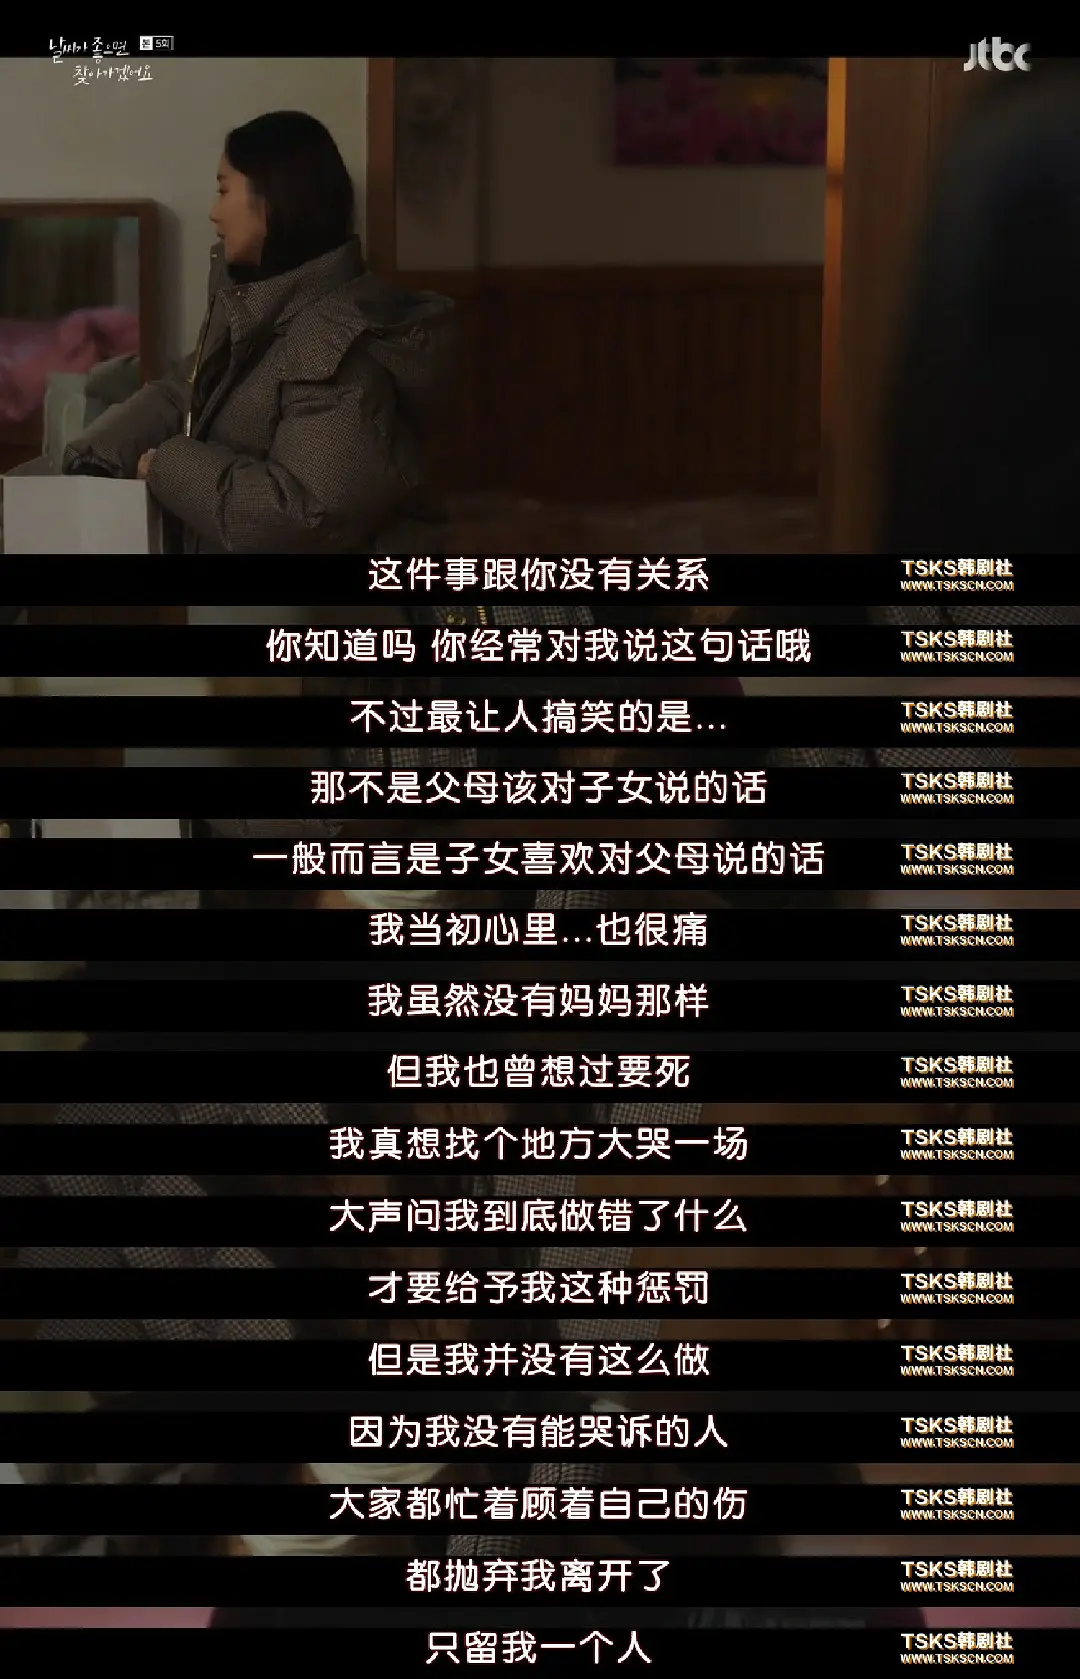 날씨가 좋으면 본 5회
찾아가겠어요
jtbc
这件事跟你没有关系
TSKS韩剧社
WWW.TSKSCN.COM
你知道吗 你经常对我说这句话哦
TSKS韩剧社
WWW.TSKSCN.COM
不过最让人搞笑的是...
TSKS韩剧社
WWW.TSKSCN.COM
那不是父母该对子女说的话
TSKS韩剧社
WWW.TSKSCN.COM
一般而言是子女喜欢对父母说的话
TSKS韩剧社
WWW.TSKSCN.COM
我当初心里...也很痛
TSKS韩剧社
WWW.TSKSCN.COM
我虽然没有妈妈那样
TSKS韩剧社
WWW.TSKSCN.COM
但我也曾想过要死
TSKS韩剧社
WWW.TSKSCN.COM
我真想找个地方大哭一场
TSKS韩剧社
WWW.TSKSCN.COM
大声问我到底做错了什么
TSKS韩剧社
WWW.TSKSCN.COM
才要给予我这种惩罚
TSKS韩剧社
WWW.TSKSCN.COM
但是我并没有这么做
TSKS韩剧社
WWW.TSKSCN.COM
因为我没有能哭诉的人
TSKS韩剧社
WWW.TSKSCN.COM
大家都忙着顾着自己的伤
TSKS韩剧社
WWW.TSKSCN.COM
都抛弃我离开了
TSKS韩剧社
WWW.TSKSCN.COM
只留我一个人
TSKS韩剧社
WWW.TSKSCN.COM